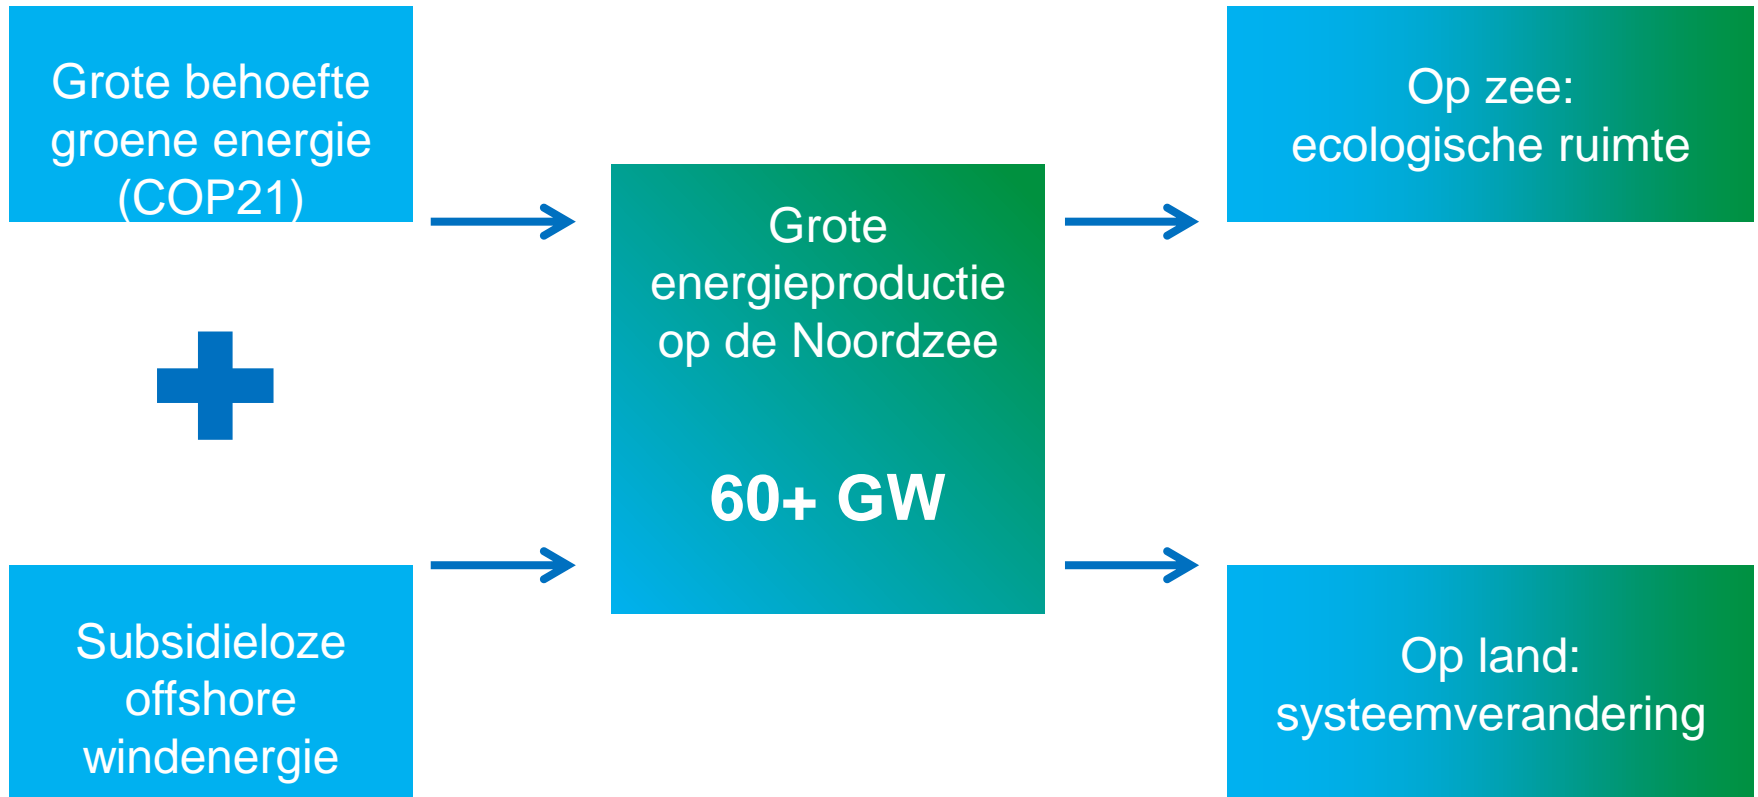 Grote behoefte
groene energie
(COP21)
Subsidieloze
offshore
windenergie
Grote
energieproductie
op de Noordzee
60+ GW
Op zee:
ecologische ruimte
Op land:
systeemverandering